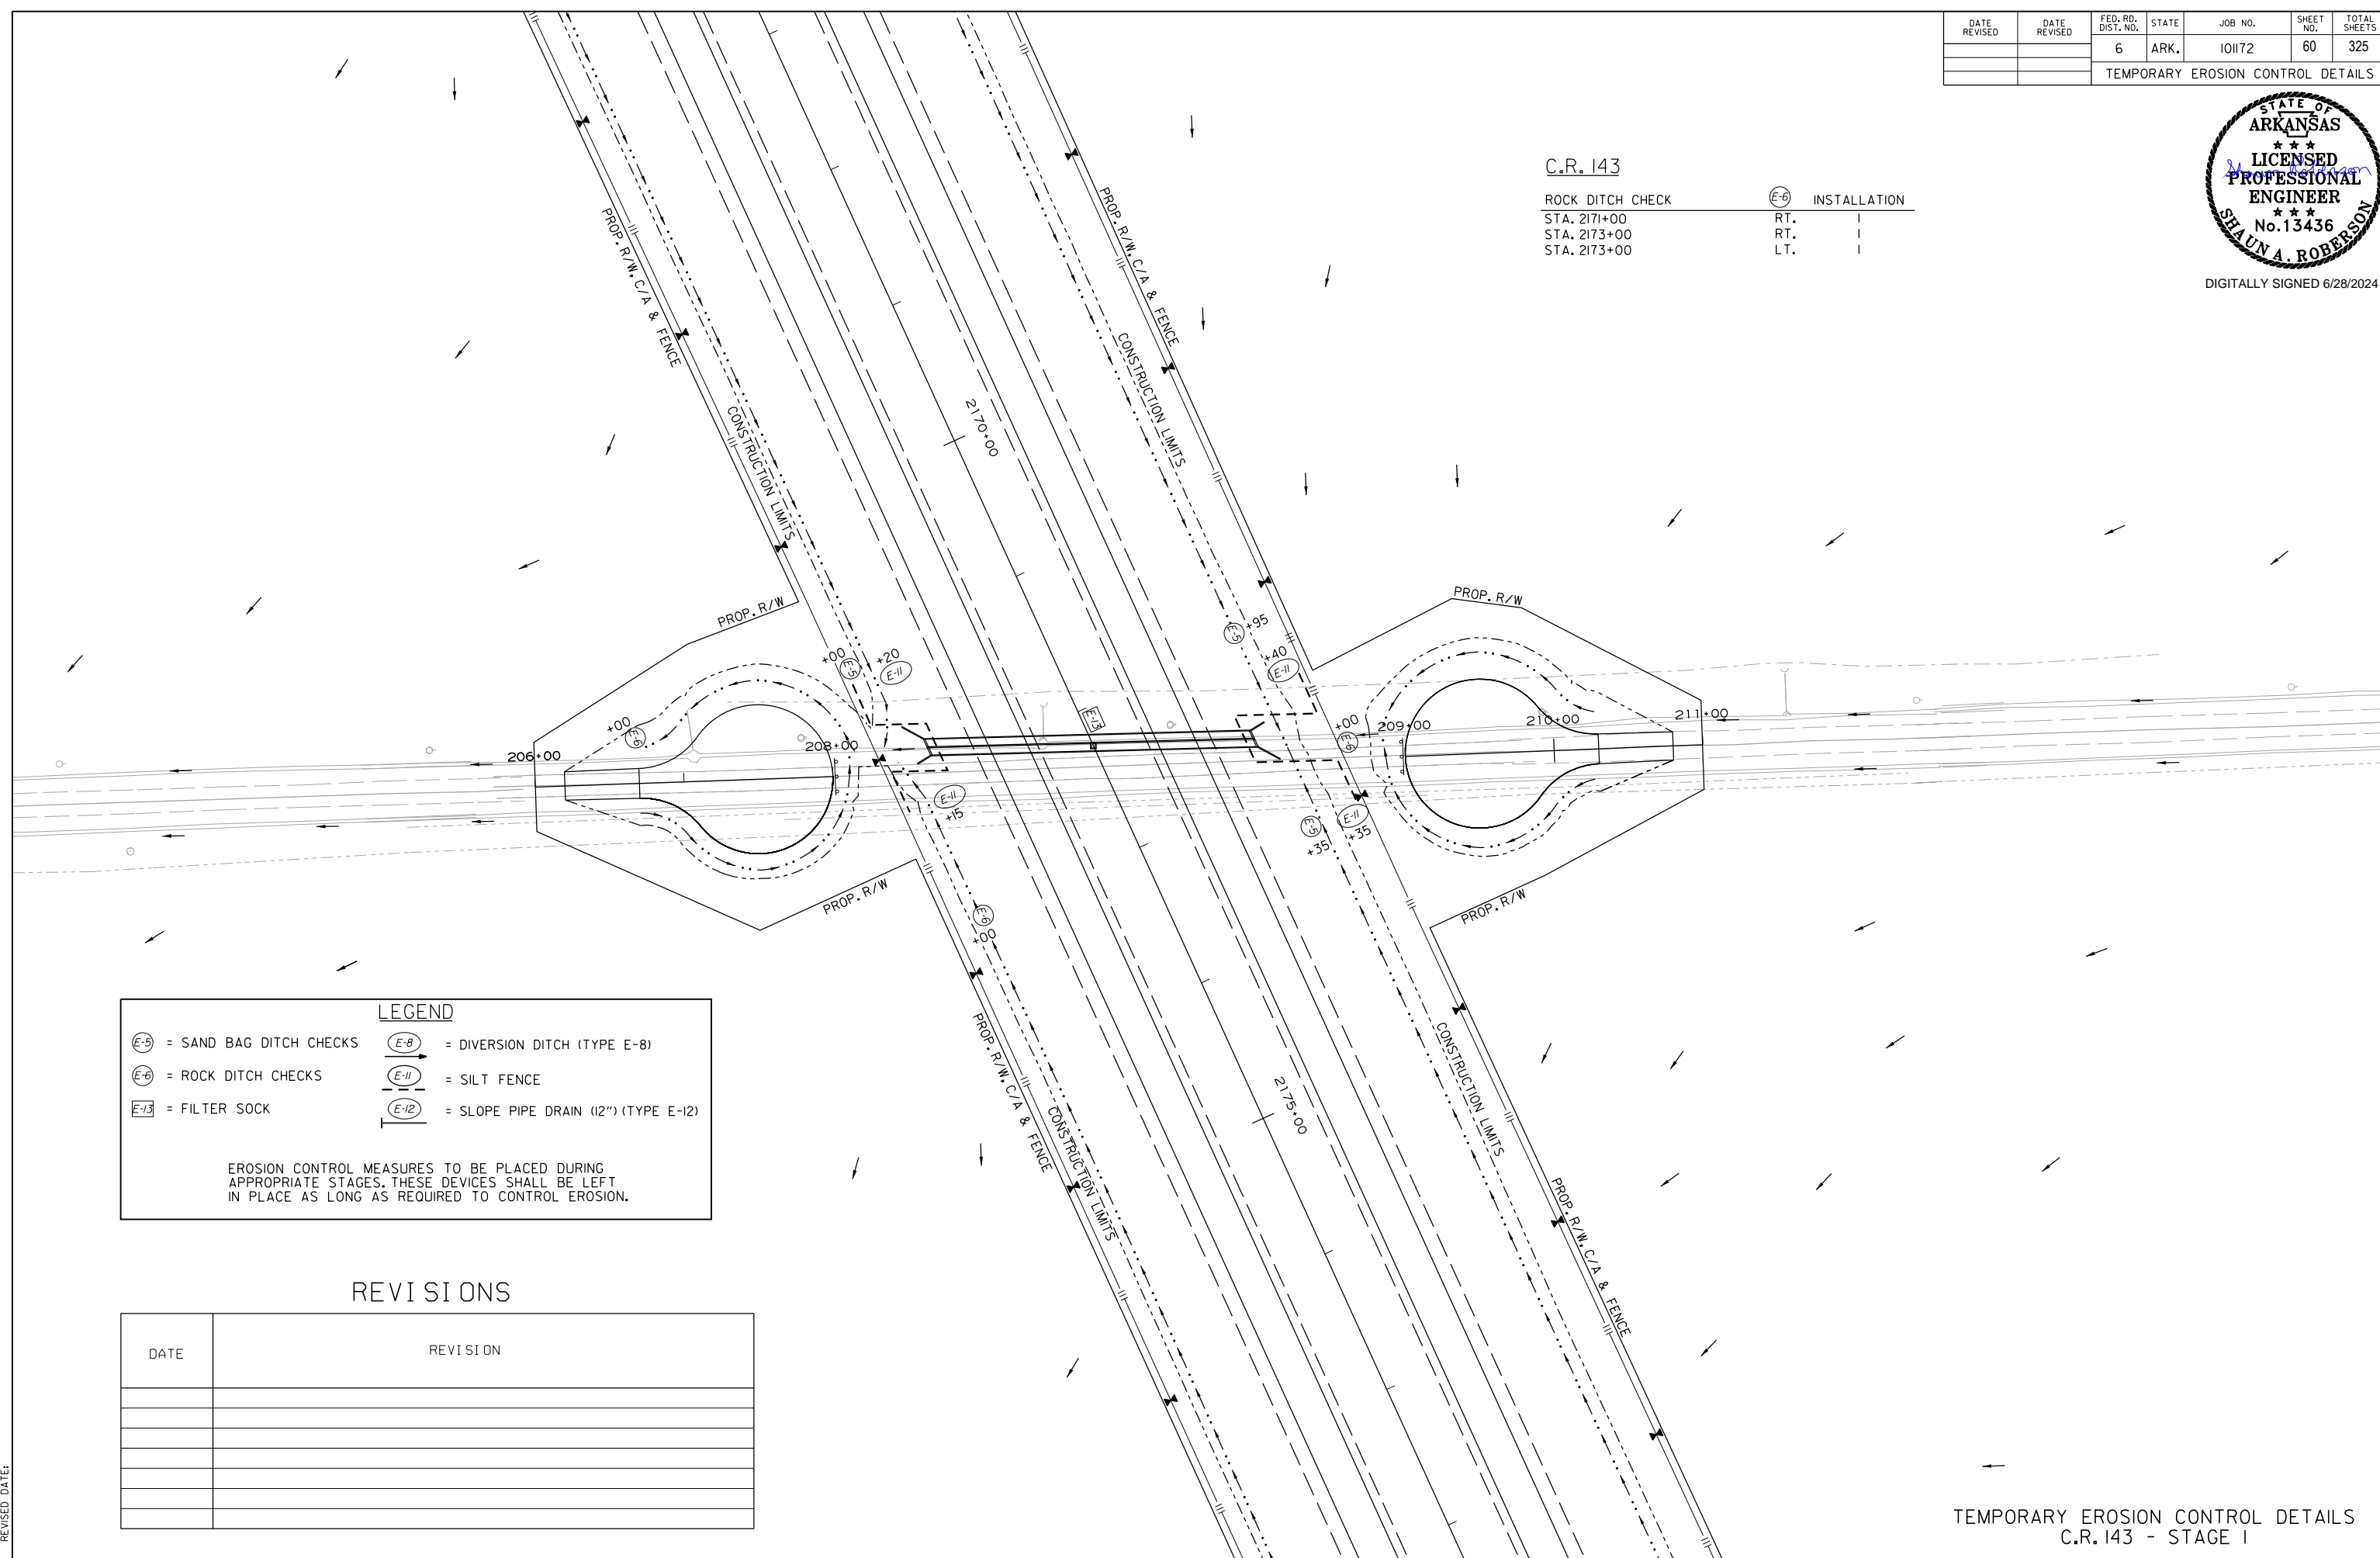 DATE REVISED
DATE REVISED
FED. RD. DIST. NO.
STATE
JOB NO.
SHEET NO.
TOTAL SHEETS
6
ARK.
101172
60
325
TEMPORARY EROSION CONTROL DETAILS
STATE OF
ARKANSAS
LICENSED
PROFESSIONAL
ENGINEER
No. 13436
SHAUN A. ROBERSON
Shaun Roberson
DIGITALLY SIGNED 6/28/2024
C.R. 143
ROCK DITCH CHECK E-6 INSTALLATION
STA. 2171+00 RT. 1
STA. 2173+00 RT. 1
STA. 2173+00 LT. 1
PROP. R/W, C/A & FENCE
PROP. R/W, C/A & FENCE
CONSTRUCTION LIMITS
CONSTRUCTION LIMITS
2170+00
PROP. R/W
PROP. R/W
+00
E-5
+20
E-11
E-5
+95
+40
E-11
+00
E-6
E-13
206+00
208+00
+00
E-6
209+00
210+00
211+00
E-11
+15
E-5
+35
E-11
+35
PROP. R/W
PROP. R/W
E-6
+00
PROP. R/W, C/A & FENCE
CONSTRUCTION LIMITS
2175+00
CONSTRUCTION LIMITS
PROP. R/W, C/A & FENCE
LEGEND
E-5 = SAND BAG DITCH CHECKS
E-8 = DIVERSION DITCH (TYPE E-8)
E-6 = ROCK DITCH CHECKS
E-11 = SILT FENCE
E-13 = FILTER SOCK
E-12 = SLOPE PIPE DRAIN (12") (TYPE E-12)
EROSION CONTROL MEASURES TO BE PLACED DURING
APPROPRIATE STAGES. THESE DEVICES SHALL BE LEFT
IN PLACE AS LONG AS REQUIRED TO CONTROL EROSION.
REVISIONS
DATE
REVISION
REVISED DATE:
TEMPORARY EROSION CONTROL DETAILS
C.R. 143 - STAGE 1